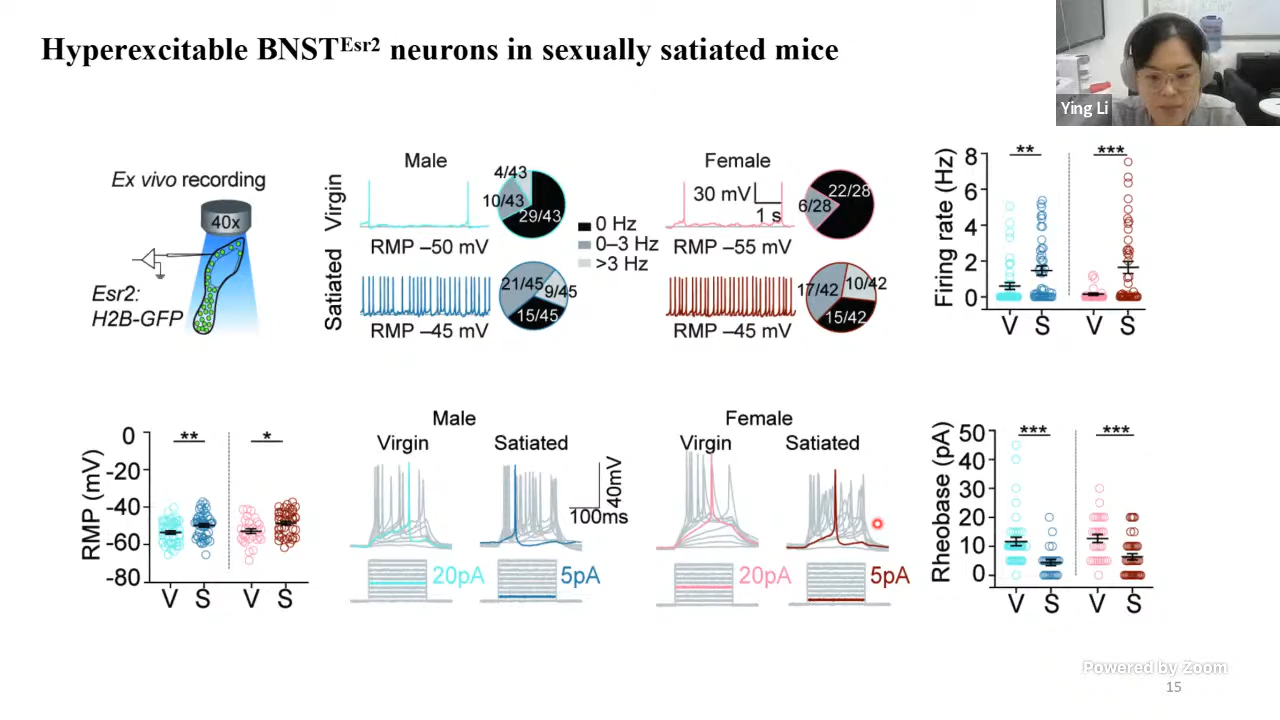 Hyperexcitable BNSTEsr2 neurons in sexually satiated mice
Ying Li
Ex vivo recording
40x
Esr2:
H2B-GFP
Male
Female
Virgin
4/43
10/43
29/43
RMP –50 mV
0 Hz
0–3 Hz
>3 Hz
30 mV
1 s
22/28
6/28
RMP –55 mV
Satiated
21/45
9/45
15/45
RMP –45 mV
17/42
10/42
15/42
RMP –45 mV
Firing rate (Hz)
8
6
4
2
0
**
***
V S V S
RMP (mV)
0
-20
-40
-60
-80
**
*
V S V S
Male
Virgin
Satiated
40mV
100ms
20pA
5pA
Female
Virgin
Satiated
20pA
5pA
Rheobase (pA)
50
40
30
20
10
0
***
***
V S V S
Powered by Zoom
15